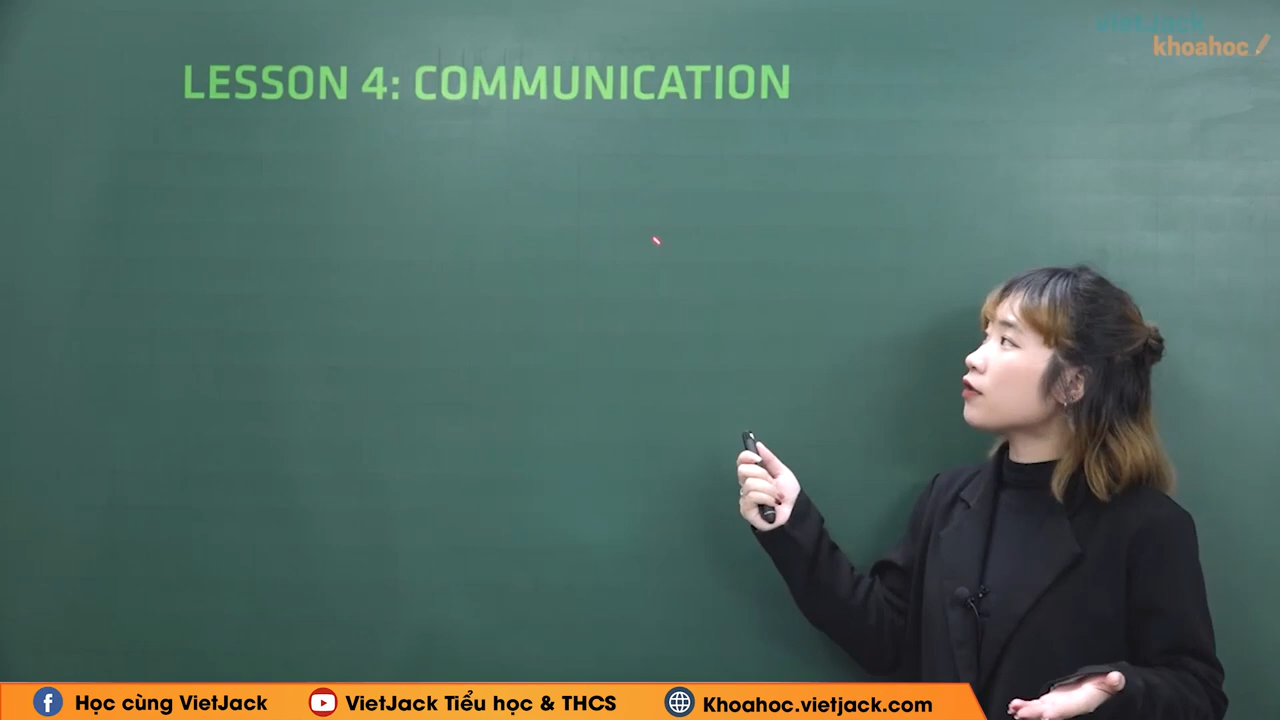 vietJack
khoahoc
LESSON 4: COMMUNICATION
Học cùng VietJack
VietJack Tiểu học & THCS
Khoahoc.vietjack.com